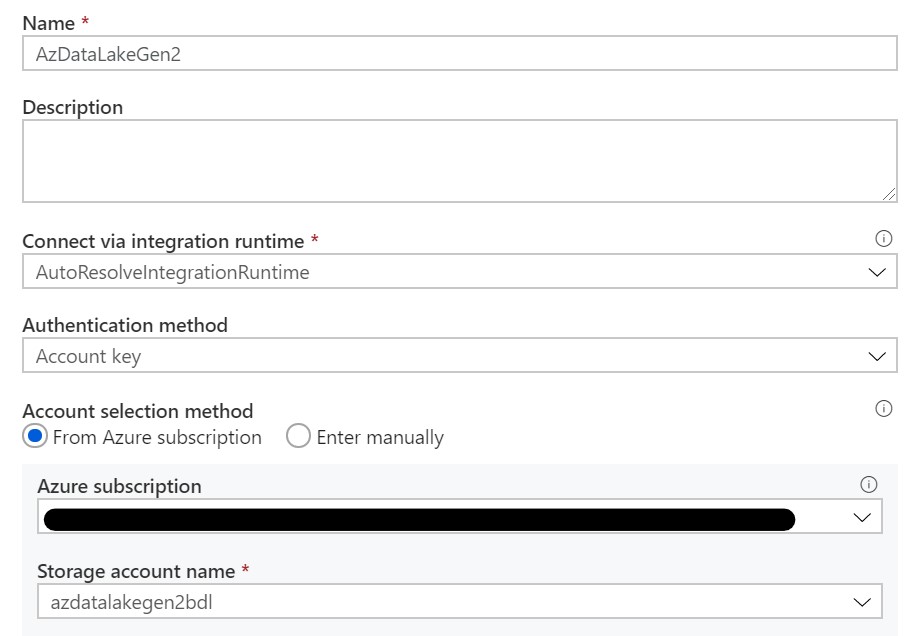 Name *
AzDataLakeGen2
Description
Connect via integration runtime *
AutoResolveIntegrationRuntime
Authentication method
Account key
Account selection method
From Azure subscription Enter manually
Azure subscription
Storage account name *
azdatalakegen2bdl